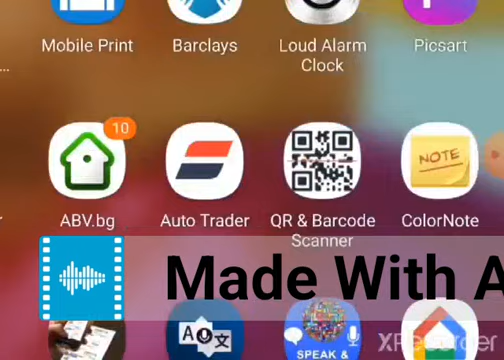 Mobile Print
Barclays
Loud Alarm
Clock
Picsart
10
NOTE
ABV.bg
Auto Trader
QR & Barcode
Scanner
ColorNote
Made With A
A
文
SPEAK &
XRecorder